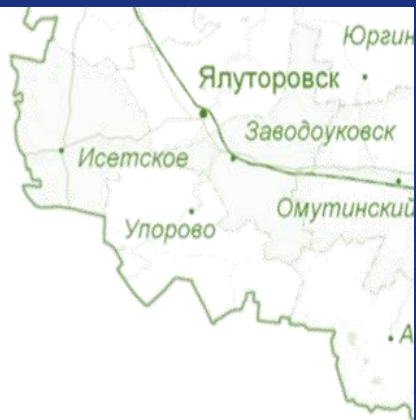 Юргин
Ялуторовск
Заводоуковск
Исетское
Омутинский
Упорово
А